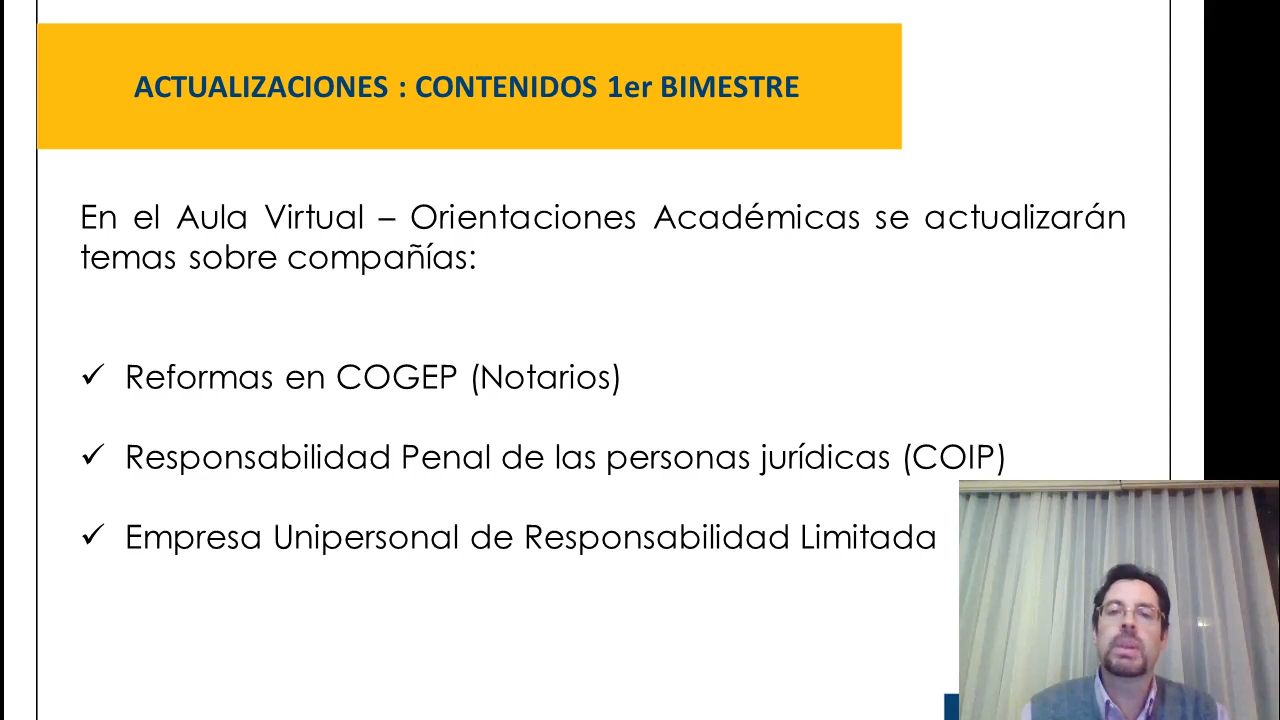 ACTUALIZACIONES : CONTENIDOS 1er BIMESTRE
En el Aula Virtual – Orientaciones Académicas se actualizarán
temas sobre compañías:
✓ Reformas en COGEP (Notarios)
✓ Responsabilidad Penal de las personas jurídicas (COIP)
✓ Empresa Unipersonal de Responsabilidad Limitada